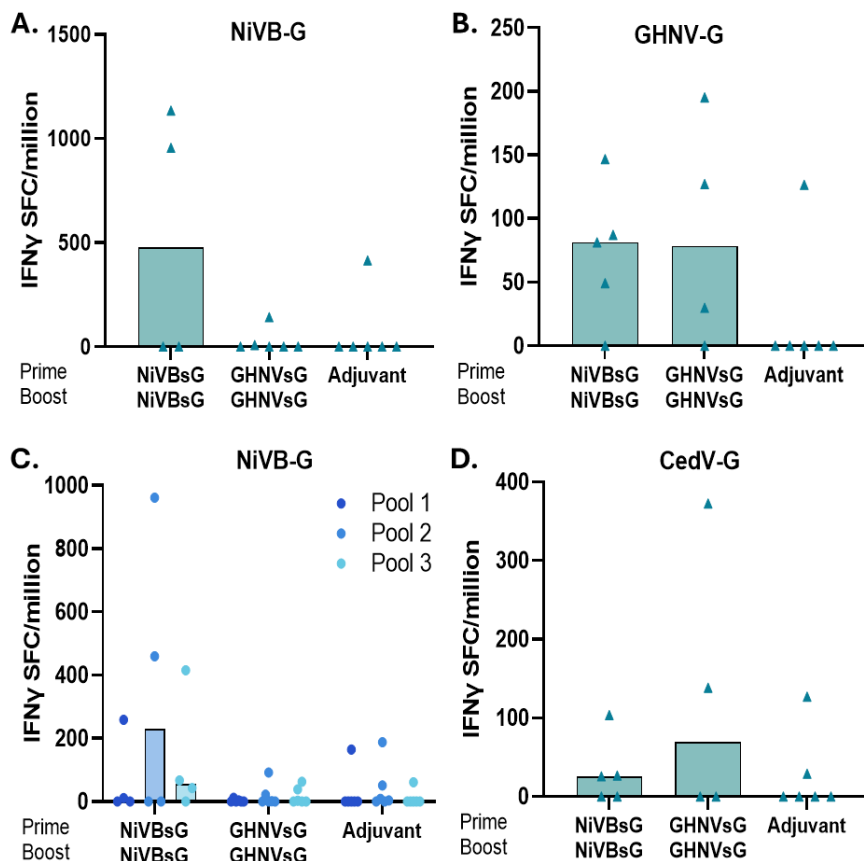 A.
NiVB-G
IFNγ SFC/million
1500
1000
500
0
Prime NiVBsG GHNVsG Adjuvant
Boost NiVBsG GHNVsG
B.
GHNV-G
IFNγ SFC/million
250
200
150
100
50
0
Prime NiVBsG GHNVsG Adjuvant
Boost NiVBsG GHNVsG
C.
NiVB-G
IFNγ SFC/million
1000
800
600
400
200
0
Pool 1
Pool 2
Pool 3
Prime NiVBsG GHNVsG Adjuvant
Boost NiVBsG GHNVsG
D.
CedV-G
IFNγ SFC/million
400
300
200
100
0
Prime NiVBsG GHNVsG Adjuvant
Boost NiVBsG GHNVsG